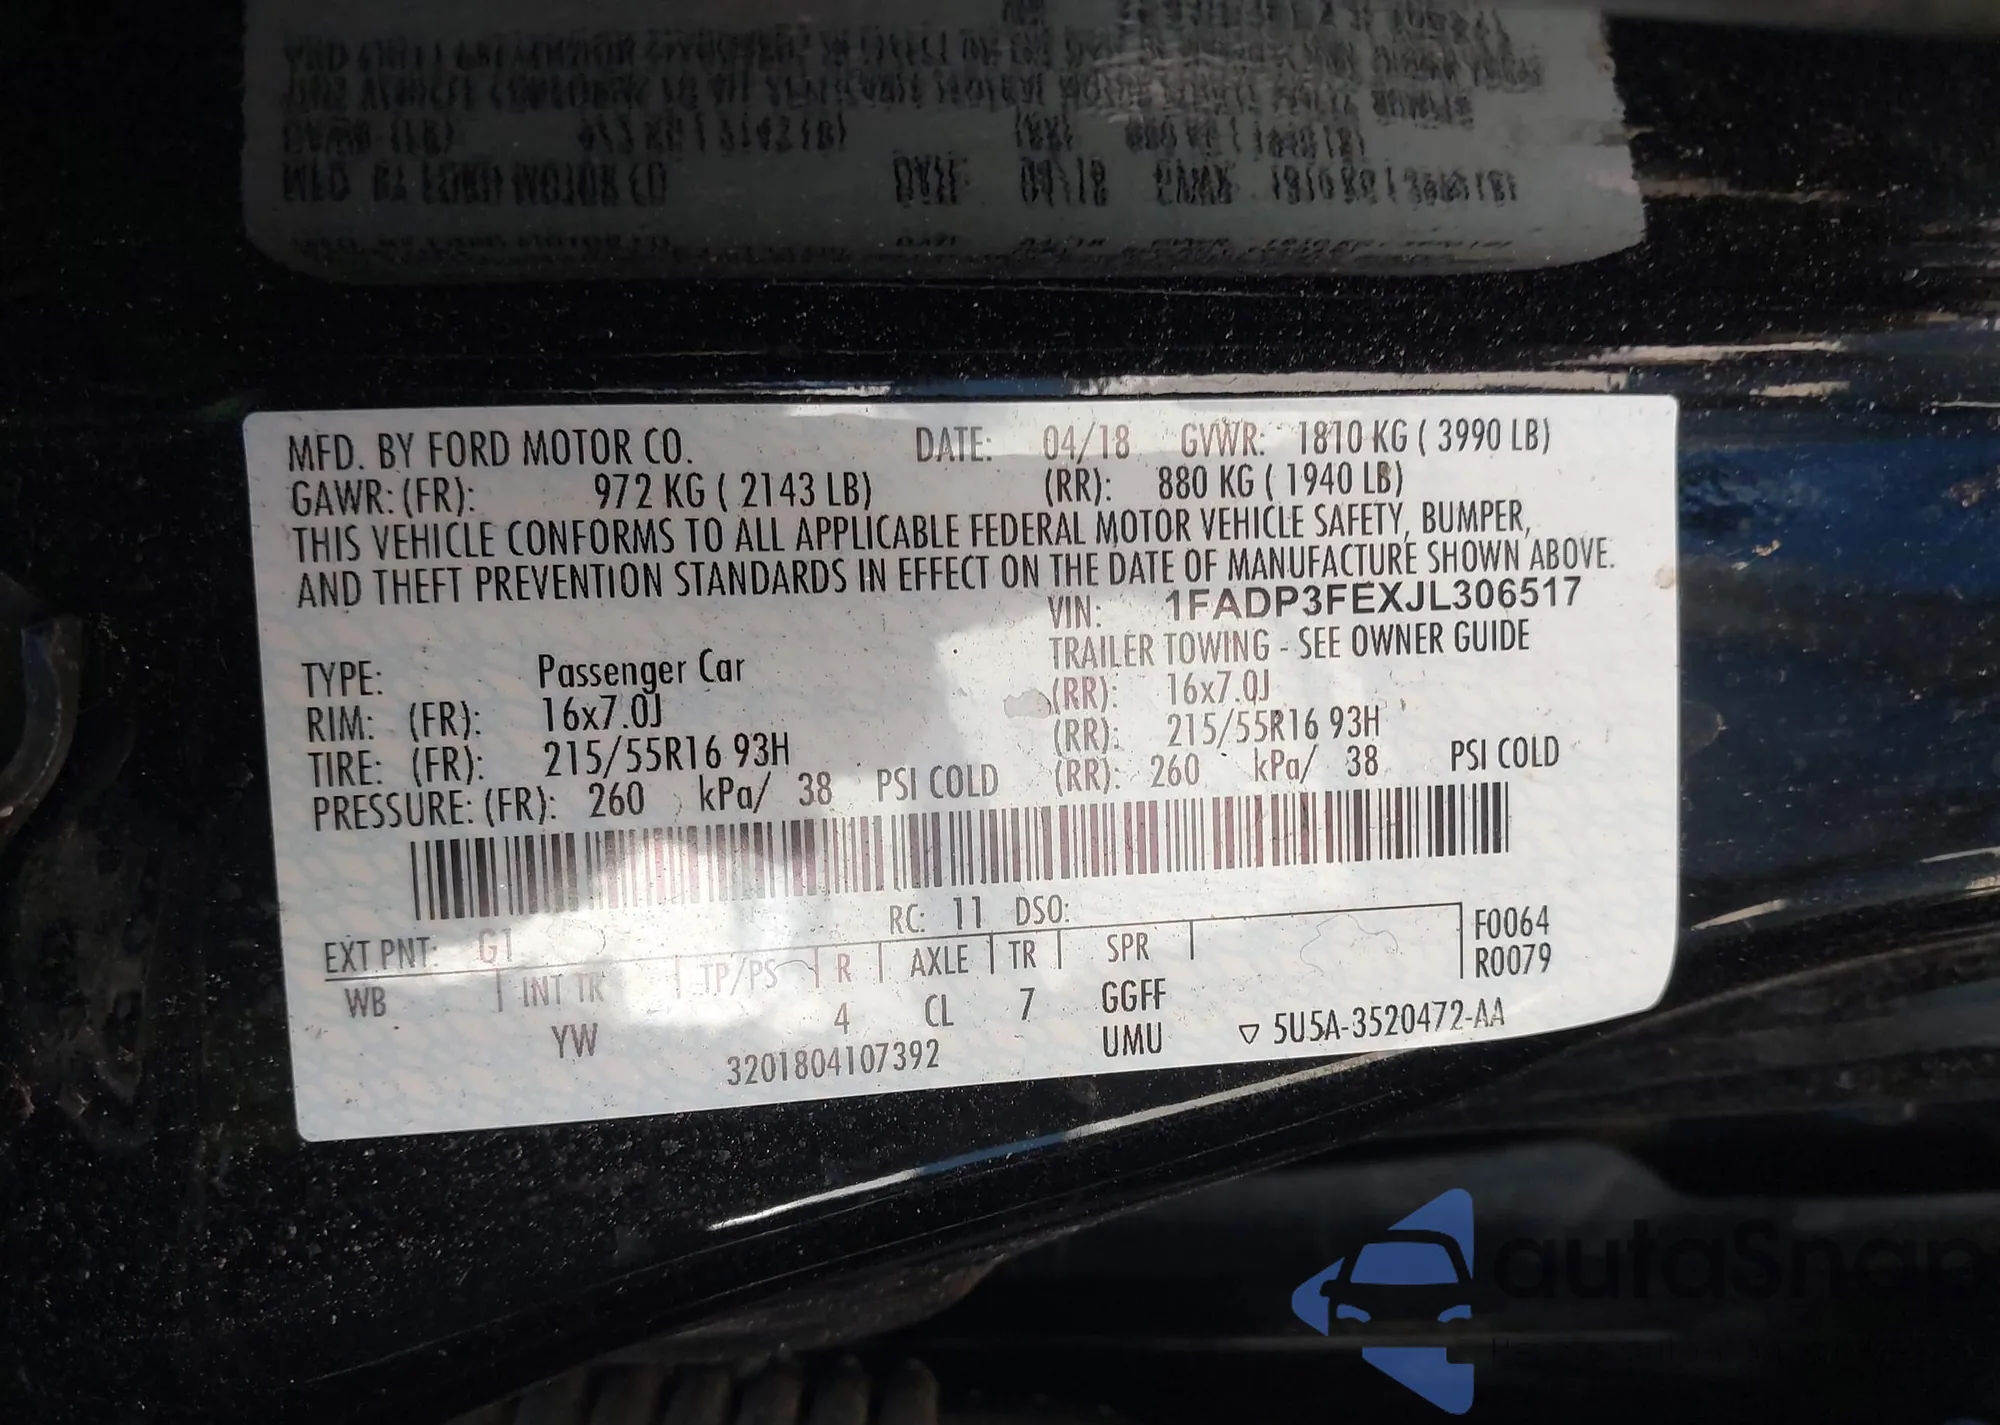 MFD. BY FORD MOTOR CO. DATE: 04/18 GVWR: 1810 KG ( 3990 LB)
GAWR: (FR): 972 KG ( 2143 LB) (RR): 880 KG ( 1940 LB)
THIS VEHICLE CONFORMS TO ALL APPLICABLE FEDERAL MOTOR VEHICLE SAFETY, BUMPER,
AND THEFT PREVENTION STANDARDS IN EFFECT ON THE DATE OF MANUFACTURE SHOWN ABOVE.
VIN: 1FADP3FEXJL306517
TYPE: Passenger Car TRAILER TOWING - SEE OWNER GUIDE
RIM: (FR): 16x7.0J (RR): 16x7.0J
TIRE: (FR): 215/55R16 93H (RR): 215/55R16 93H
PRESSURE: (FR): 260 kPa/ 38 PSI COLD (RR): 260 kPa/ 38 PSI COLD
EXT PNT: G1 RC: 11 DSO: F0064
WB INT TR TP/PS R AXLE TR SPR R0079
YW 4 CL 7 GGFF
3201804107392 UMU ▽ 5U5A-3520472-AA
autaSnap